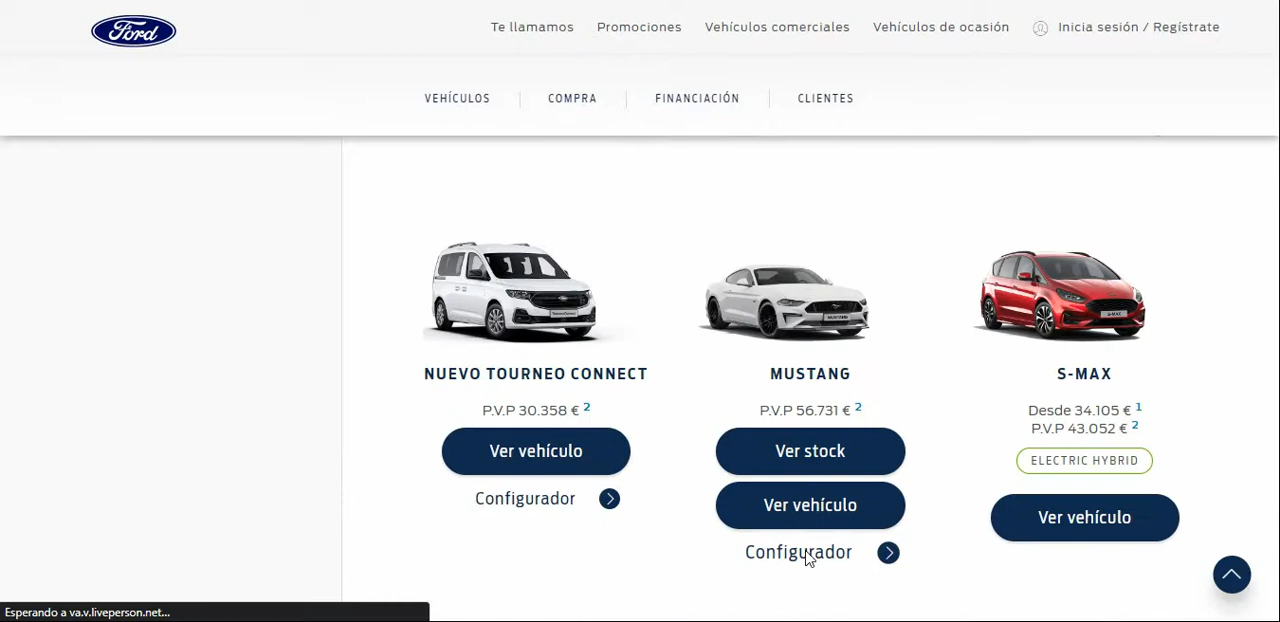 Ford
Te llamamos Promociones Vehículos comerciales Vehículos de ocasión Inicia sesión / Regístrate
VEHÍCULOS COMPRA FINANCIACIÓN CLIENTES
NUEVO TOURNEO CONNECT
P.V.P 30.358 € 2
Ver vehículo
Configurador
MUSTANG
P.V.P 56.731 € 2
Ver stock
Ver vehículo
Configurador
S-MAX
Desde 34.105 € 1
P.V.P 43.052 € 2
ELECTRIC HYBRID
Ver vehículo
Esperando a va.v.liveperson.net...